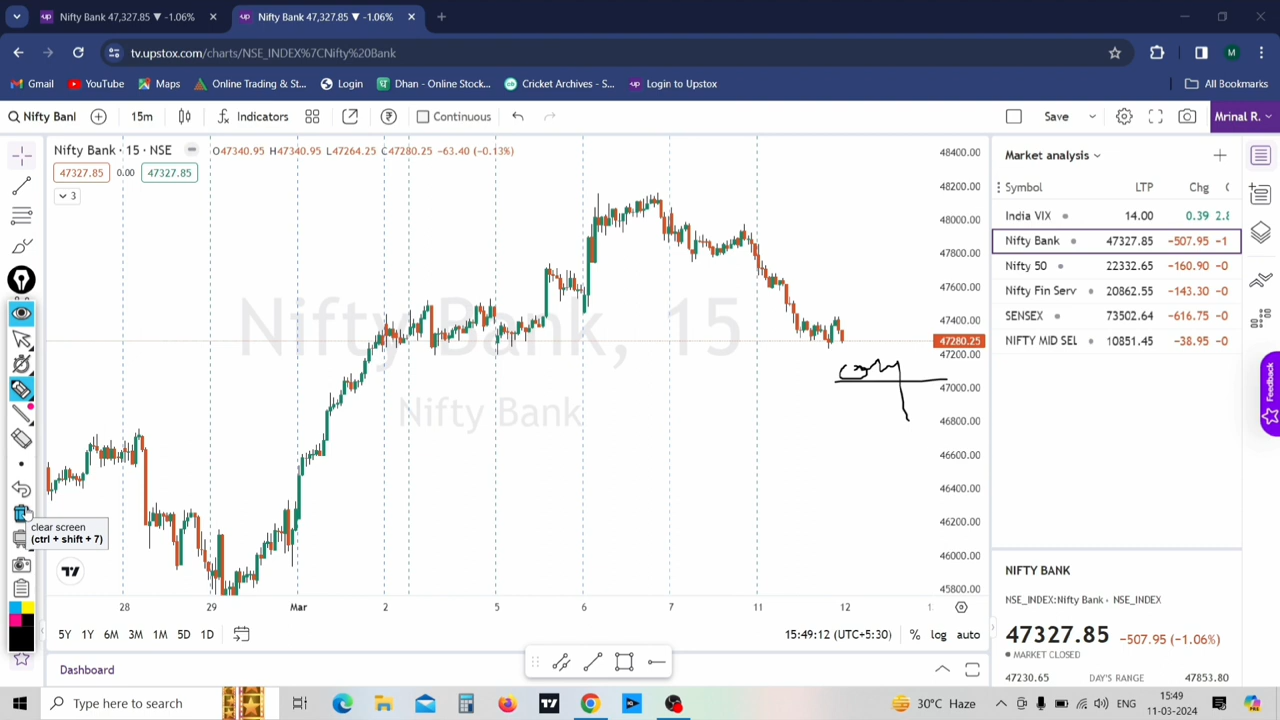 Nifty Bank 47,327.85 ▼ -1.06%
Nifty Bank 47,327.85 ▼ -1.06%
tv.upstox.com/charts/NSE_INDEX%7CNifty%20Bank
Gmail YouTube Maps Online Trading & St... Login Dhan - Online Stock... Cricket Archives - S... Login to Upstox All Bookmarks
Nifty Banl 15m Indicators Continuous Save Mrinal R.
Nifty Bank · 15 · NSE O47340.95 H47340.95 L47264.25 C47280.25 -63.40 (-0.13%)
47327.85 0.00 47327.85
3
Nifty Bank, 15
Nifty Bank
48400.00
48200.00
48000.00
47800.00
47600.00
47400.00
47280.25
47200.00
47000.00
46800.00
46600.00
46400.00
46200.00
46000.00
45800.00
28 29 Mar 2 5 6 7 11 12 1.
clear screen
(ctrl + shift + 7)
5Y 1Y 6M 3M 1M 5D 1D 15:49:12 (UTC+5:30) % log auto
Dashboard
Market analysis
Symbol LTP Chg
India VIX 14.00 0.39 2.8
Nifty Bank 47327.85 -507.95 -1
Nifty 50 22332.65 -160.90 -0
Nifty Fin Serv 20862.55 -143.30 -0
SENSEX 73502.64 -616.75 -0
NIFTY MID SEL 10851.45 -38.95 -0
NIFTY BANK
NSE_INDEX:Nifty Bank • NSE_INDEX
47327.85 -507.95 (-1.06%)
MARKET CLOSED
47230.65 DAY'S RANGE 47853.80
Feedback
Type here to search 30°C Haze ENG 15:49
11-03-2024